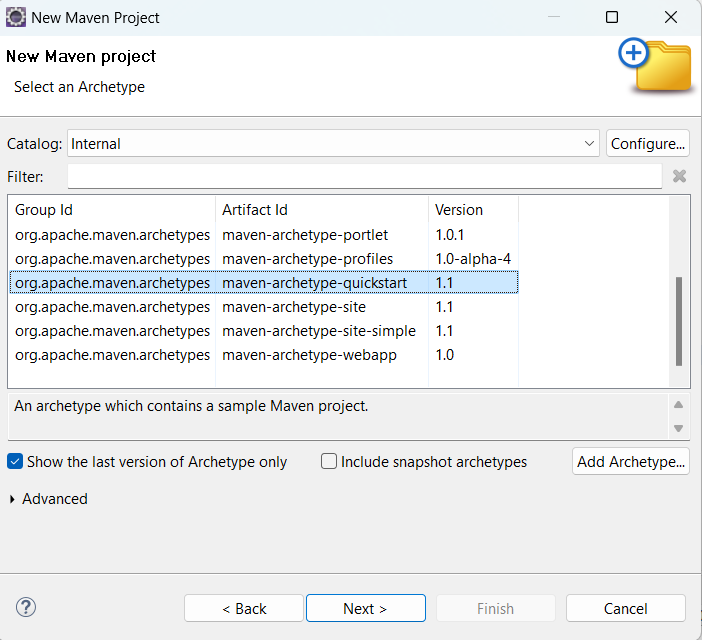 New Maven Project
New Maven project
Select an Archetype
Catalog: Internal Configure...
Filter:
Group Id Artifact Id Version
org.apache.maven.archetypes maven-archetype-portlet 1.0.1
org.apache.maven.archetypes maven-archetype-profiles 1.0-alpha-4
org.apache.maven.archetypes maven-archetype-quickstart 1.1
org.apache.maven.archetypes maven-archetype-site 1.1
org.apache.maven.archetypes maven-archetype-site-simple 1.1
org.apache.maven.archetypes maven-archetype-webapp 1.0
An archetype which contains a sample Maven project.
Show the last version of Archetype only Include snapshot archetypes Add Archetype...
Advanced
? < Back Next > Finish Cancel